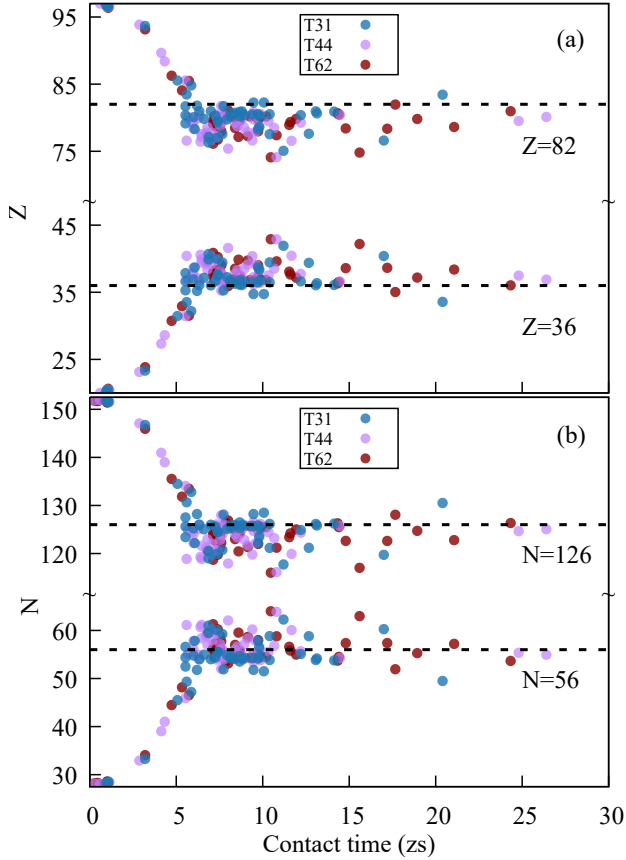 95
T31
T44
T62
(a)
85
75
Z=82
~ ~
Z
45
35
Z=36
25
150
T31
T44
T62
(b)
140
130
120
N=126
~ ~
N
60
50
N=56
40
30
0 5 10 15 20 25 30
Contact time (zs)